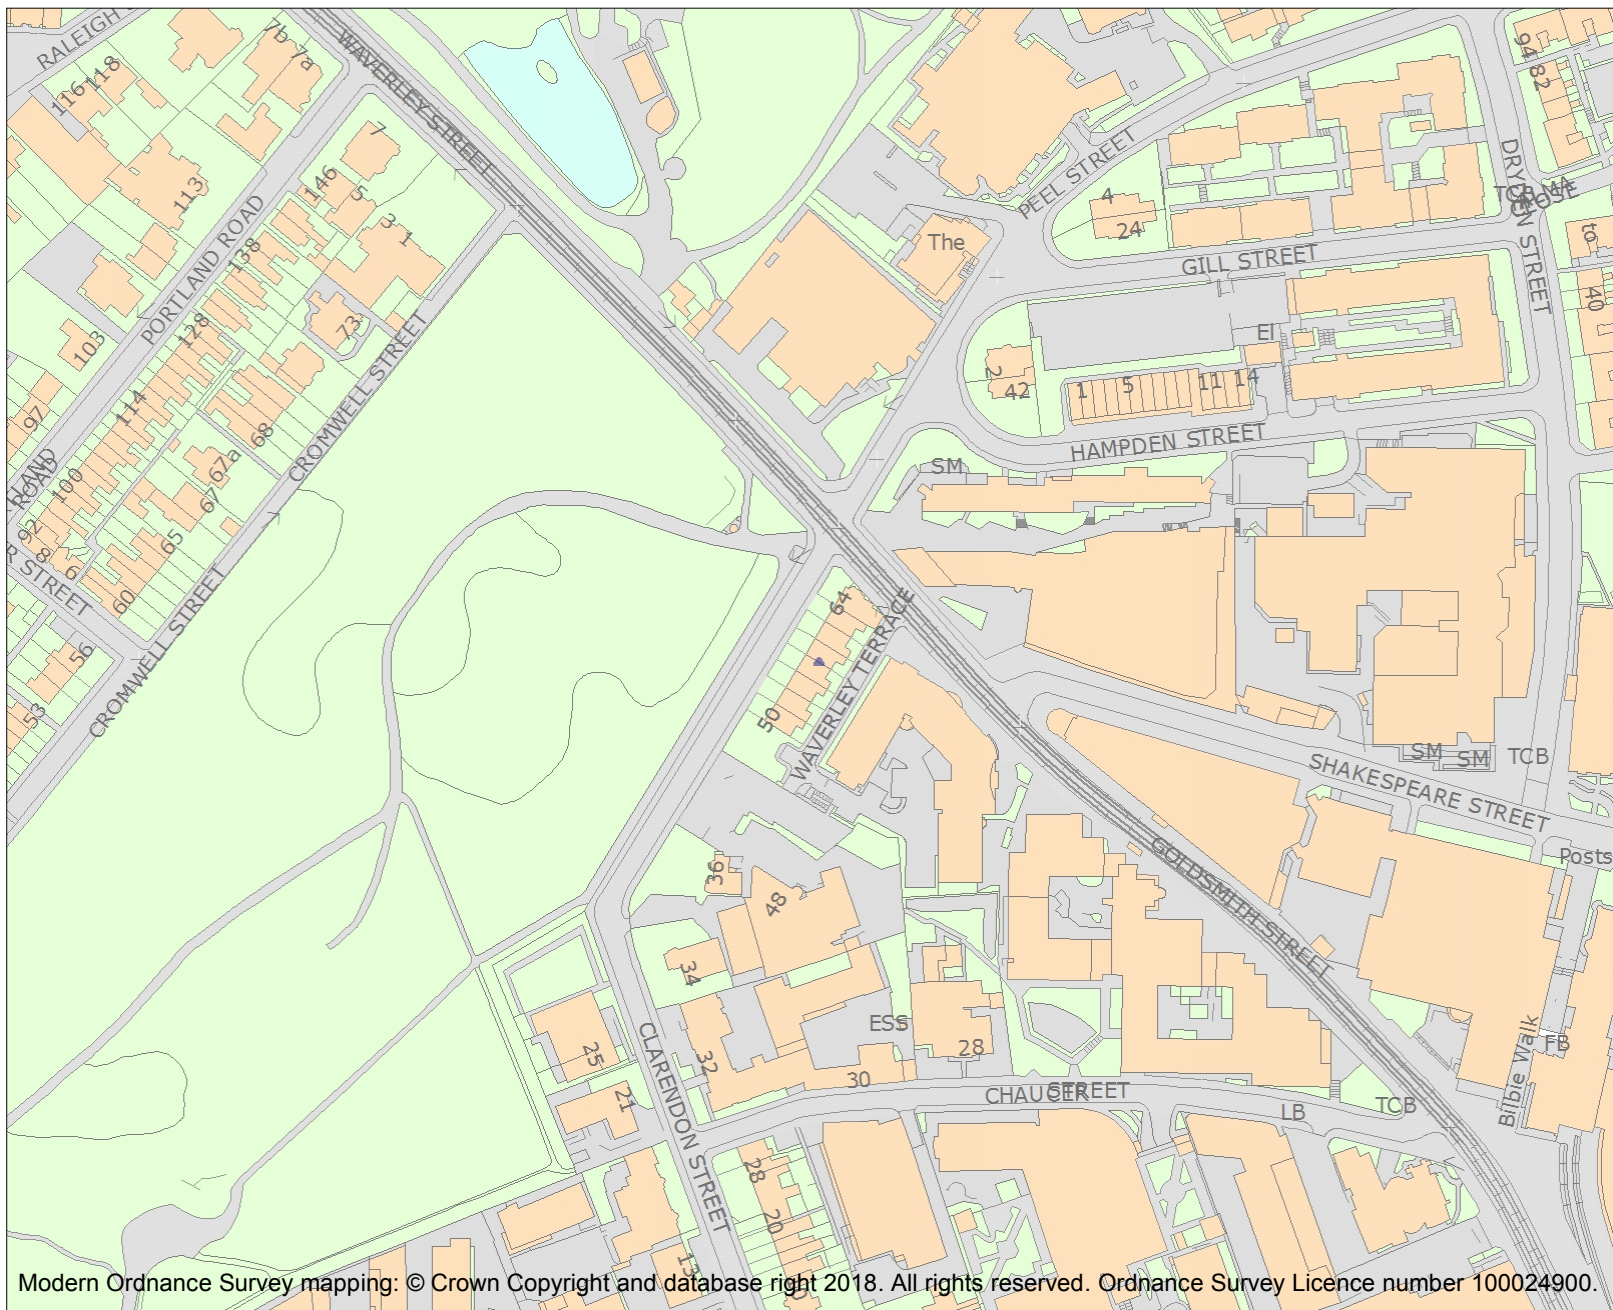 RALEIGH S
7b 7a
WAVERLEY STREET
94
82
116 118
7
PEEL STREET
DRYDEN STREET
146
5
3 1
113
4
24
CLOSE
The
to
PORTLAND ROAD
138
GILL STREET
40
128
73
El
103
CROMWELL STREET
2
42
1
5
11
14
114
97
68
HAMPDEN STREET
67a
SM
100
ROAD
67
92
8
6
65
R STREET
60
64
WAVERLEY TERRACE
CROMWELL STREET
56
53
50
SHAKESPEARE STREET
SM
SM
TCB
GOLDSMITH STREET
Posts
36
48
34
ESS
28
25
32
CLARENDON STREET
21
30
CHAUCER STREET
LB
TCB
Bilbie Walk
FB
28
20
13
Modern Ordnance Survey mapping: © Crown Copyright and database right 2018. All rights reserved. Ordnance Survey Licence number 100024900.